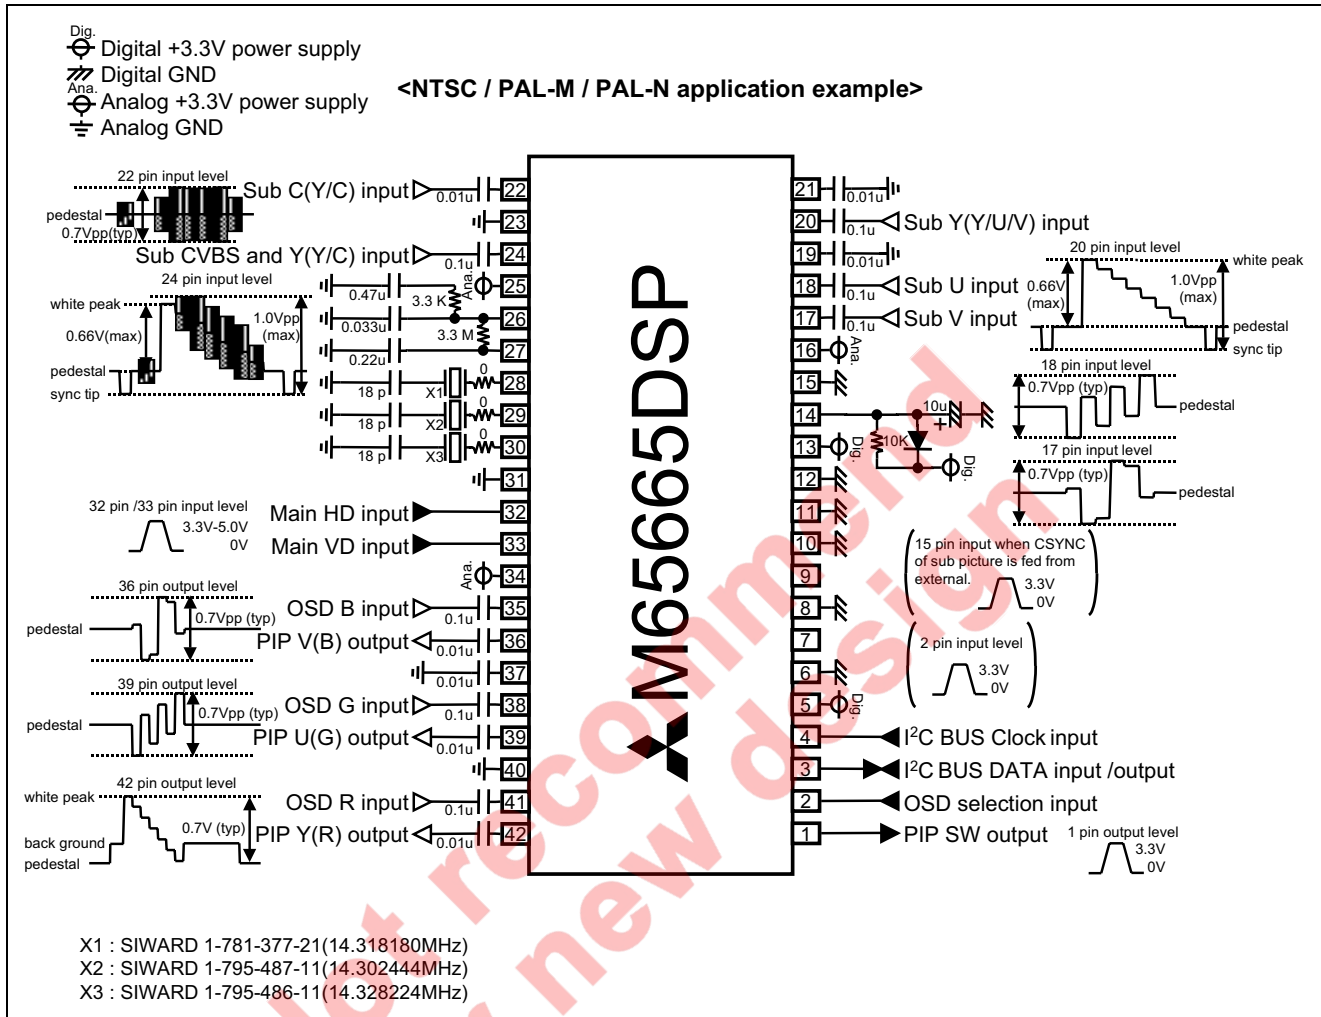 Dig.
Digital +3.3V power supply
Digital GND
Ana.
Analog +3.3V power supply
Analog GND
<NTSC / PAL-M / PAL-N application example>
22 pin input level
pedestal
0.7Vpp(typ)
Sub C(Y/C) input
0.01u
22
23
Sub CVBS and Y(Y/C) input
0.1u
24
24 pin input level
white peak
0.66V(max)
pedestal
sync tip
1.0Vpp
(max)
Ana.
25
0.47u
3.3 K
26
0.033u
3.3 M
27
0.22u
0
28
18 p
X1
0
29
18 p
X2
0
30
18 p
X3
31
32 pin /33 pin input level
3.3V-5.0V
0V
Main HD input
32
Main VD input
33
Ana.
34
36 pin output level
pedestal
0.7Vpp (typ)
OSD B input
0.1u
35
PIP V(B) output
0.01u
36
0.01u
37
39 pin output level
pedestal
0.7Vpp (typ)
OSD G input
0.1u
38
PIP U(G) output
0.01u
39
40
42 pin output level
white peak
back ground
pedestal
0.7V (typ)
OSD R input
0.1u
41
PIP Y(R) output
0.01u
42
M65665DSP
21
0.01u
20
0.1u
Sub Y(Y/U/V) input
19
0.01u
20 pin input level
white peak
0.66V
(max)
1.0Vpp
(max)
pedestal
sync tip
18
0.1u
Sub U input
17
0.1u
Sub V input
16
Ana.
15
18 pin input level
0.7Vpp (typ)
pedestal
14
10u
+
10K
Dig.
13
Dig.
17 pin input level
0.7Vpp (typ)
pedestal
12
11
10
15 pin input when CSYNC
of sub picture is fed from
external.
3.3V
0V
9
8
7
2 pin input level
3.3V
0V
6
5
Dig.
4
I²C BUS Clock input
3
I²C BUS DATA input /output
2
OSD selection input
1
PIP SW output
1 pin output level
3.3V
0V
X1 : SIWARD 1-781-377-21(14.318180MHz)
X2 : SIWARD 1-795-487-11(14.302444MHz)
X3 : SIWARD 1-795-486-11(14.328224MHz)
Not recommend
new design